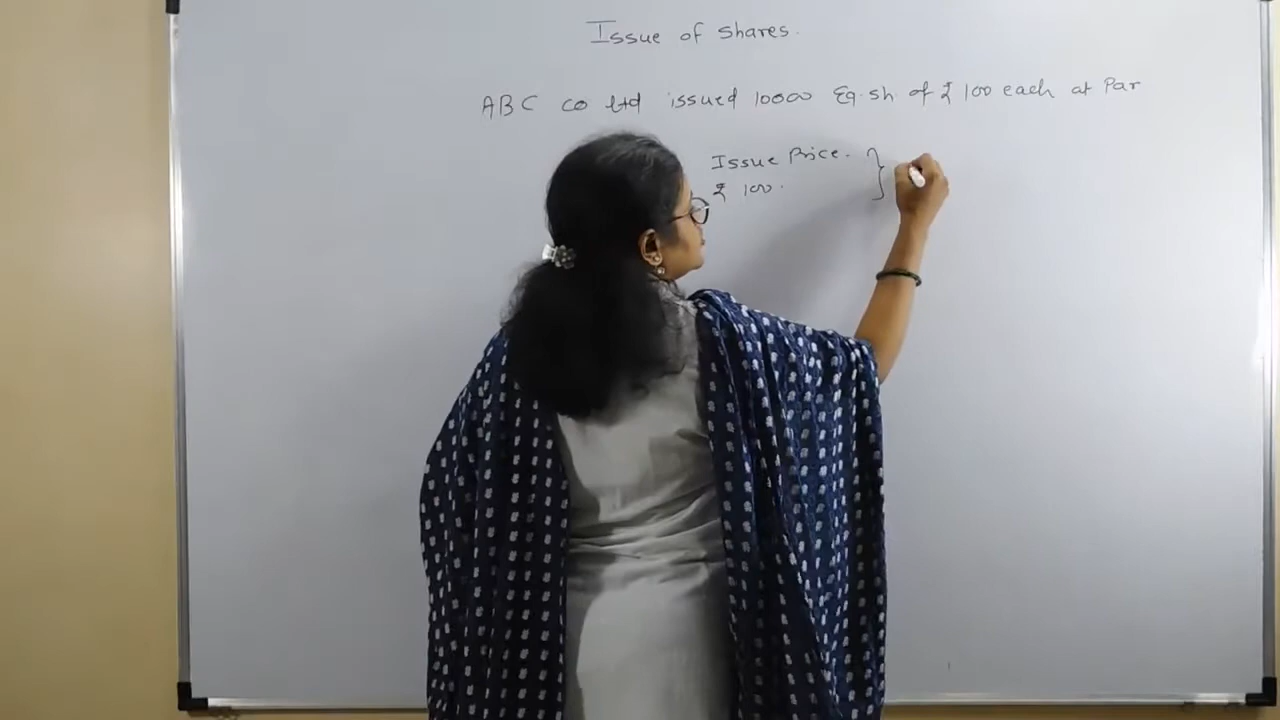 Issue of shares.
ABC co Ltd issued 10000 Eq. sh. of ₹ 100 each at Par
Issue Price. }
₹ 100.